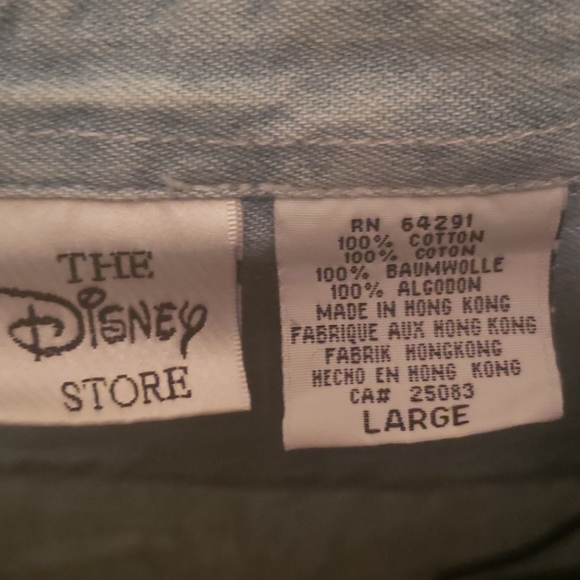 THE
DISNEY
STORE
RN 64291
100% COTTON
100% COTON
100% BAUMWOLLE
100% ALGODON
MADE IN HONG KONG
FABRIQUE AUX HONG KONG
FABRIK HONGKONG
HECHO EN HONG KONG
CA# 25083
LARGE